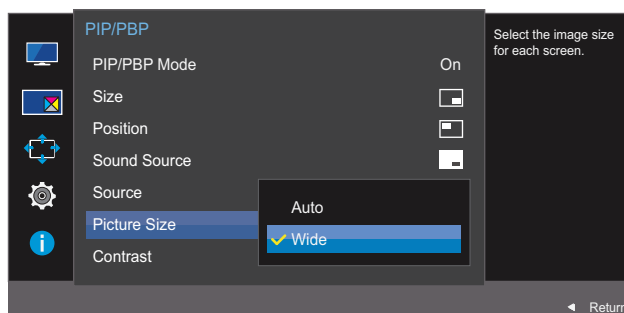 PIP/PBP
Select the image size
for each screen.
PIP/PBP Mode On
Size
Position
Sound Source
Source
Auto
Picture Size
Wide
Contrast
Return